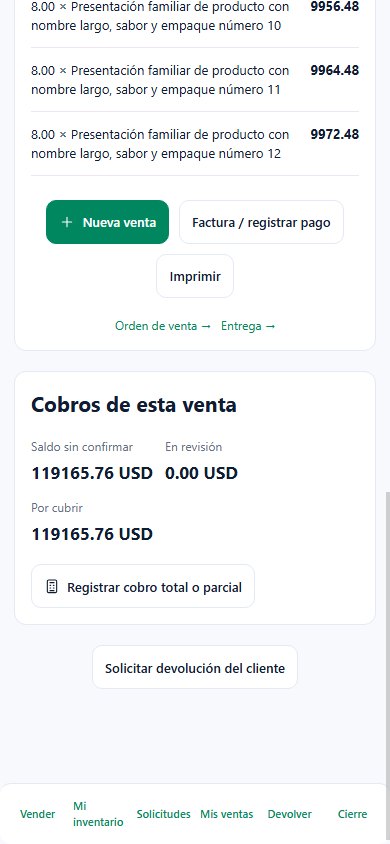 8.00 × Presentación familiar de producto con 9956.48
nombre largo, sabor y empaque número 10
8.00 × Presentación familiar de producto con 9964.48
nombre largo, sabor y empaque número 11
8.00 × Presentación familiar de producto con 9972.48
nombre largo, sabor y empaque número 12
+ Nueva venta Factura / registrar pago
Imprimir
Orden de venta → Entrega →
Cobros de esta venta
Saldo sin confirmar En revisión
119165.76 USD 0.00 USD
Por cubrir
119165.76 USD
Registrar cobro total o parcial
Solicitar devolución del cliente
Vender Mi inventario Solicitudes Mis ventas Devolver Cierre